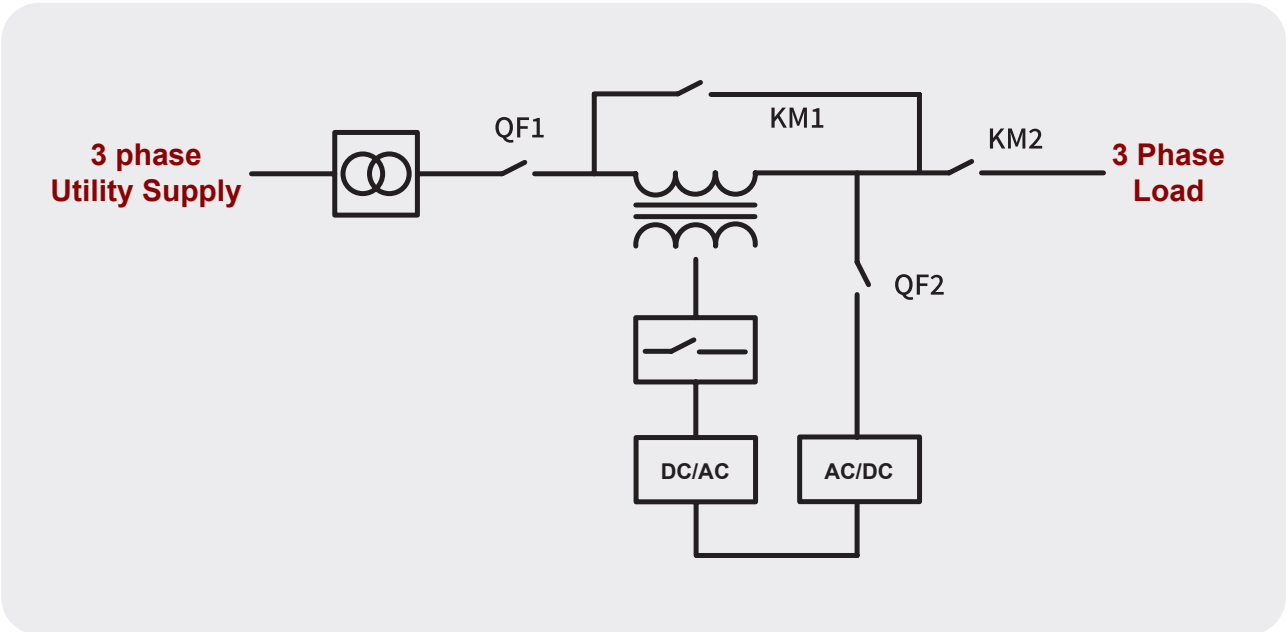 3 phase
Utility Supply
QF1
KM1
KM2
3 Phase
Load
QF2
DC/AC
AC/DC